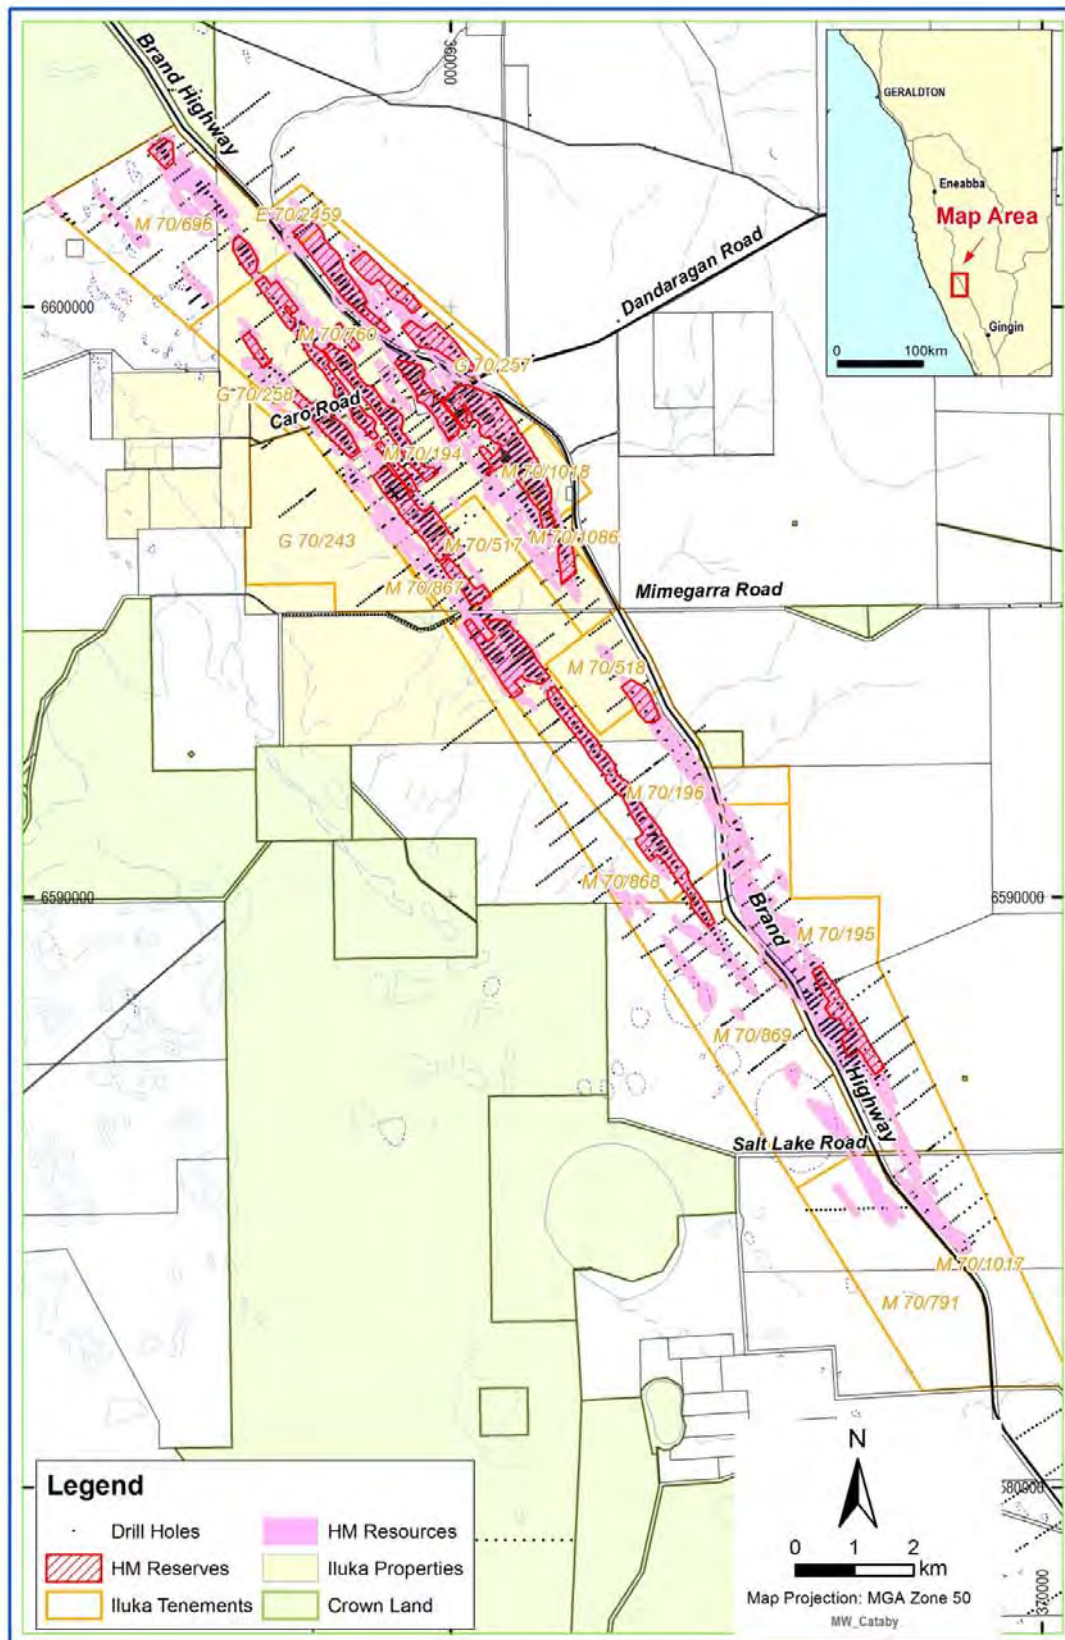 Brand Highway
360000
GERALDTON
Eneabba
Map Area
Gingin
0 100km
M 70/696
E 70/2459
Dandaragan Road
6600000
M 70/760
G 70/257
G 70/258
Caro Road
M 70/194
M 70/1018
G 70/243
M 70/517
M 70/1086
M 70/867
Mimegarra Road
M 70/518
M 70/196
M 70/868
6590000
6590000
Brand
M 70/195
M 70/869
Highway
Salt Lake Road
M 70/1017
M 70/791
N
0 1 2
km
Map Projection: MGA Zone 50
MW_Cataby
370000
Legend
Drill Holes
HM Resources
HM Reserves
Iluka Properties
Iluka Tenements
Crown Land